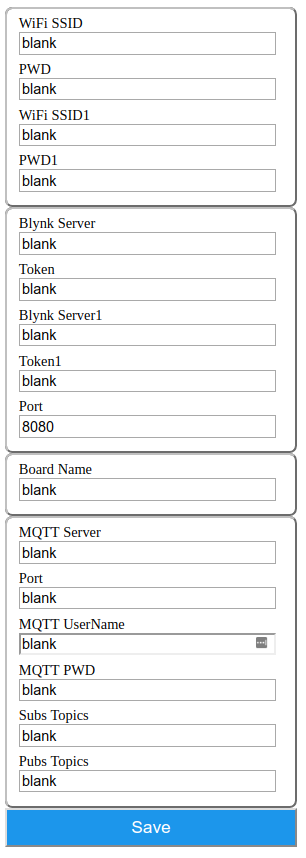 WiFi SSID
blank
PWD
blank
WiFi SSID1
blank
PWD1
blank
Blynk Server
blank
Token
blank
Blynk Server1
blank
Token1
blank
Port
8080
Board Name
blank
MQTT Server
blank
Port
blank
MQTT UserName
blank
MQTT PWD
blank
Subs Topics
blank
Pubs Topics
blank
Save